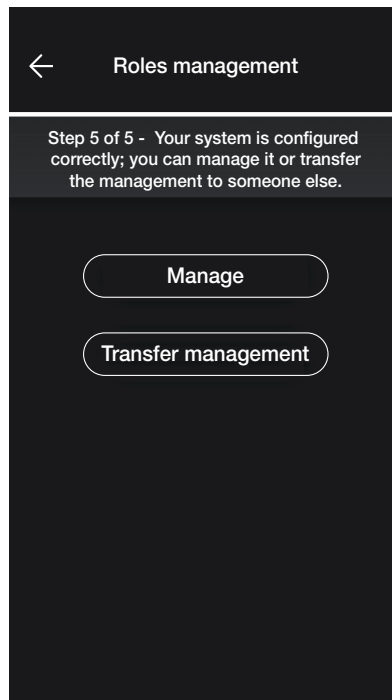 Roles management
Step 5 of 5 - Your system is configured
correctly; you can manage it or transfer
the management to someone else.
Manage
Transfer management